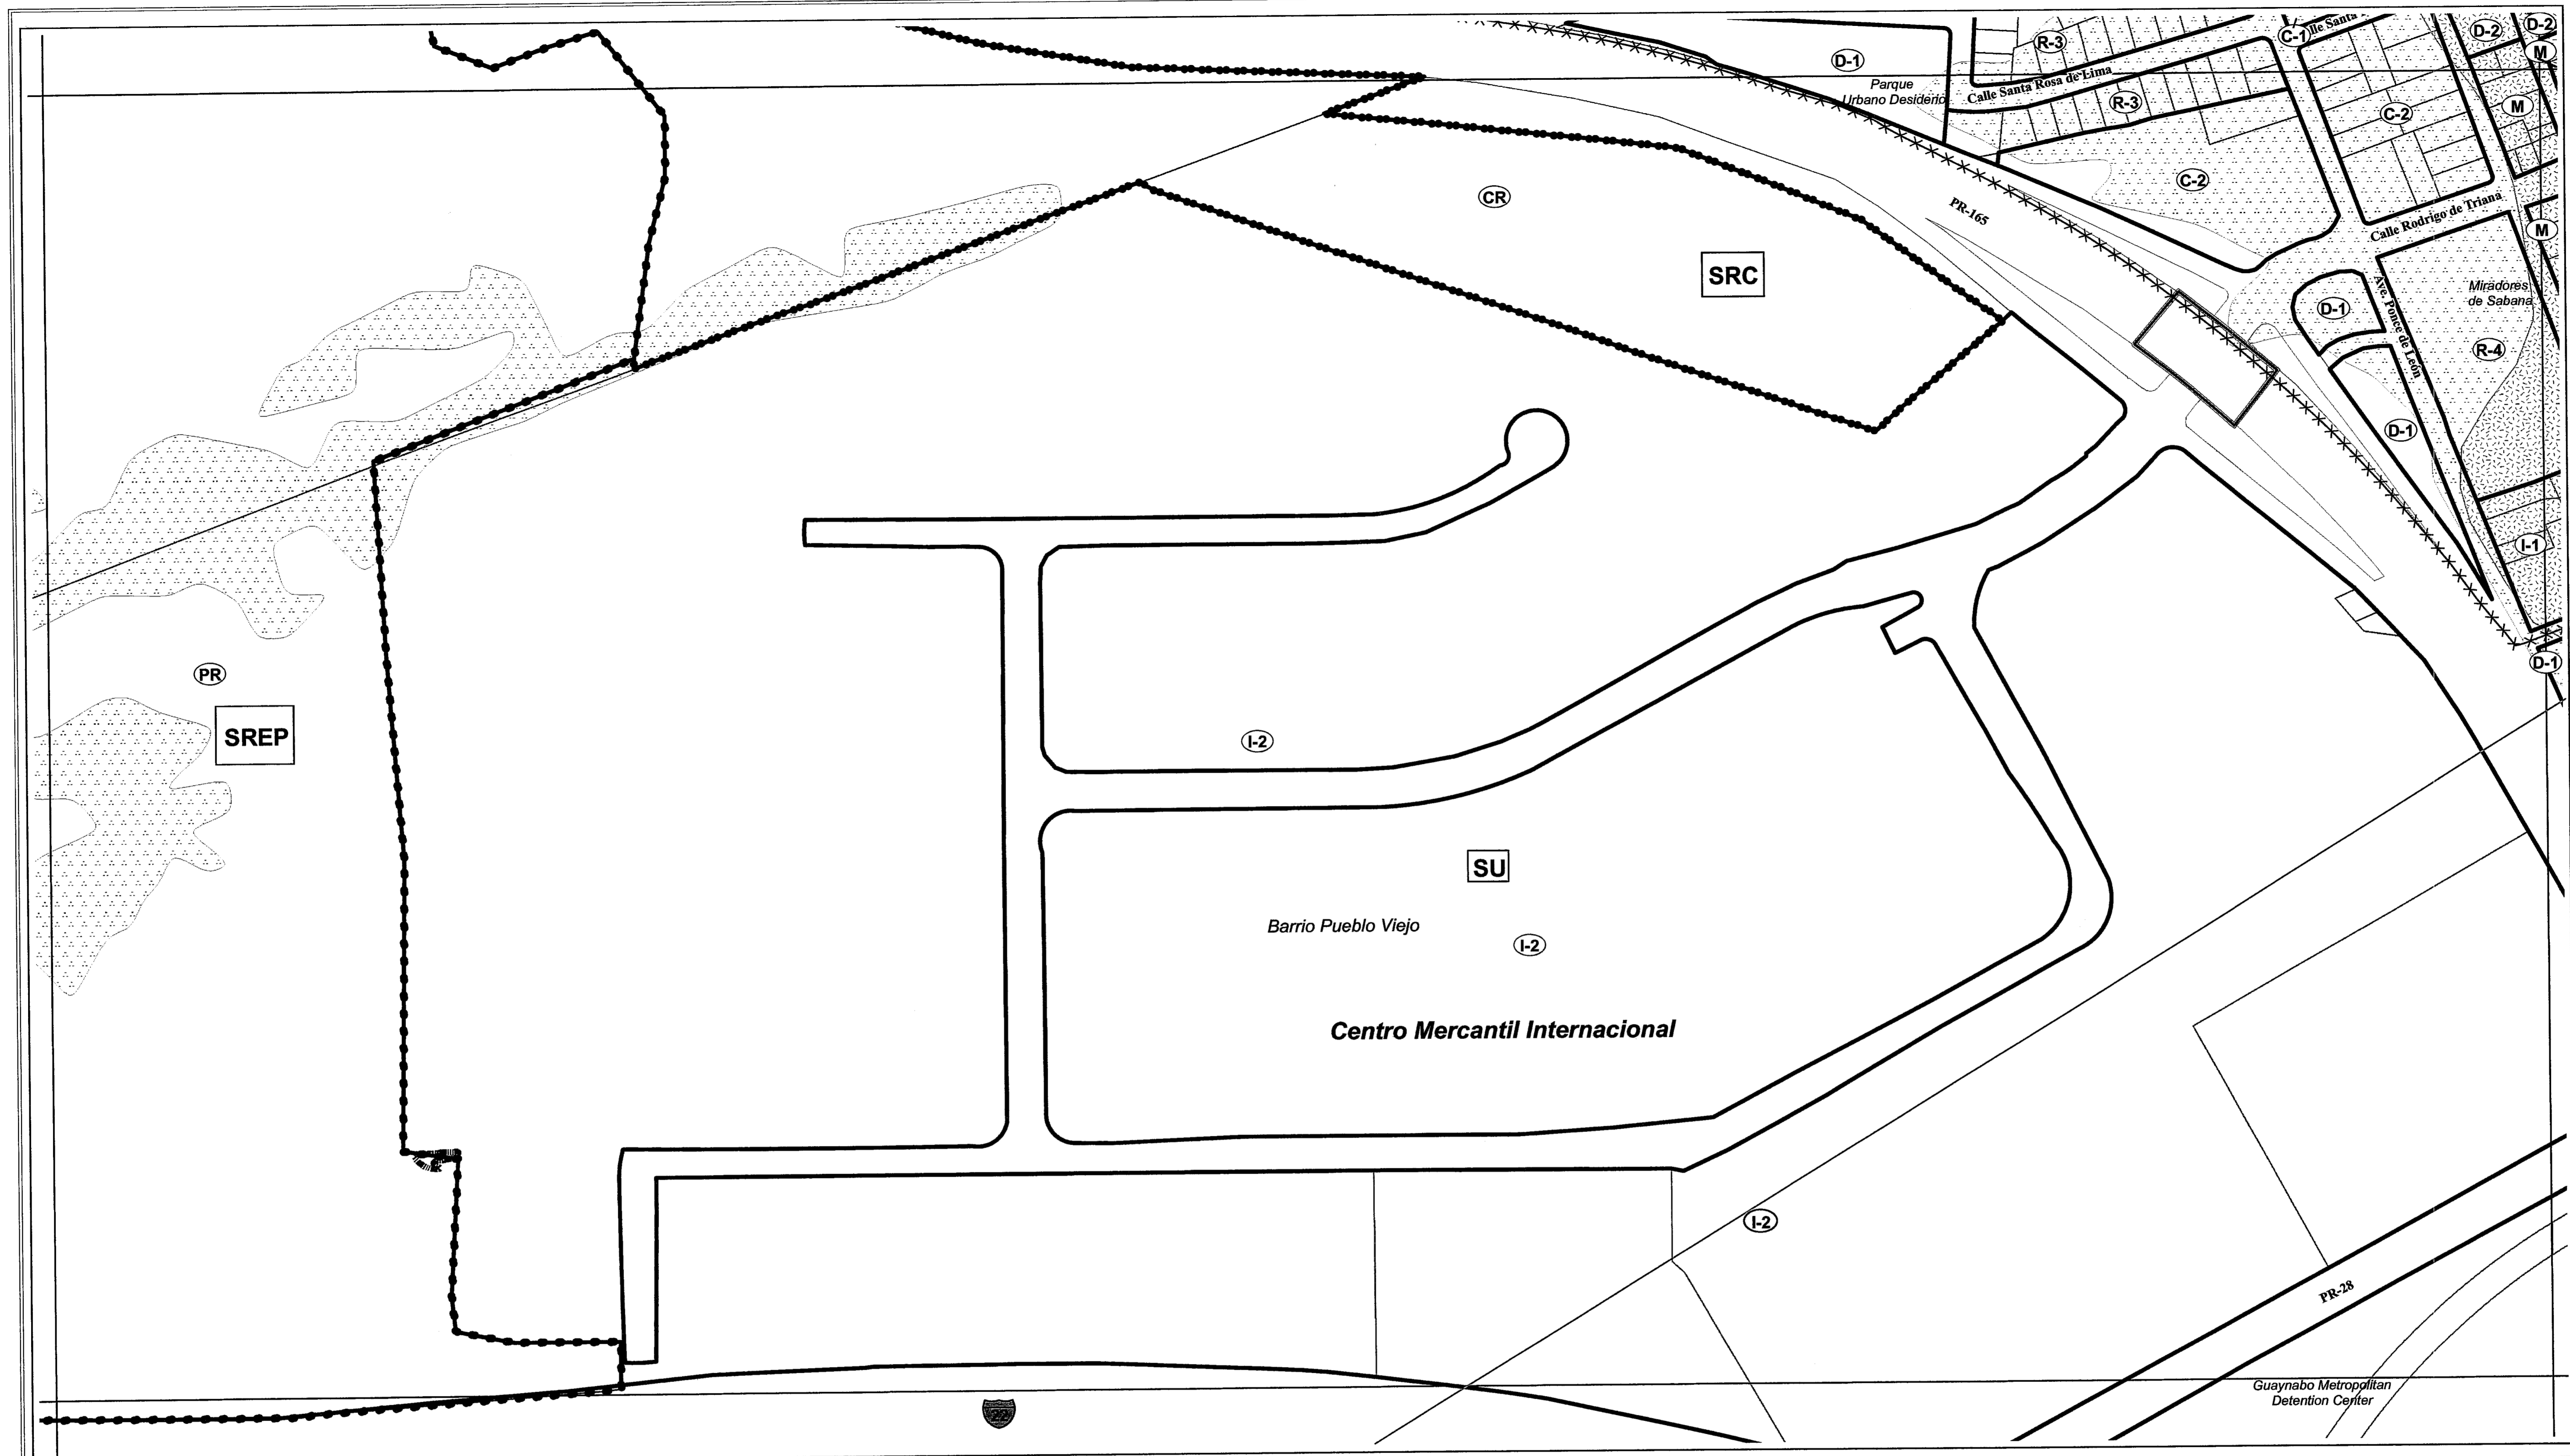 D-1
Parque
Urbano Desiderio
R-3
Calle Santa Rosa de Lima
R-3
C-1
lle Santa
D-2
D-2
M
C-2
M
C-2
CR
SRC
PR-165
Calle Rodrigo de Triana
M
D-1
Ave. Ponce de León
Miradores
de Sabana
R-4
D-1
I-1
D-1
PR
SREP
I-2
SU
Barrio Pueblo Viejo
I-2
Centro Mercantil Internacional
I-2
PR-28
Guaynabo Metropolitan
Detention Center
22